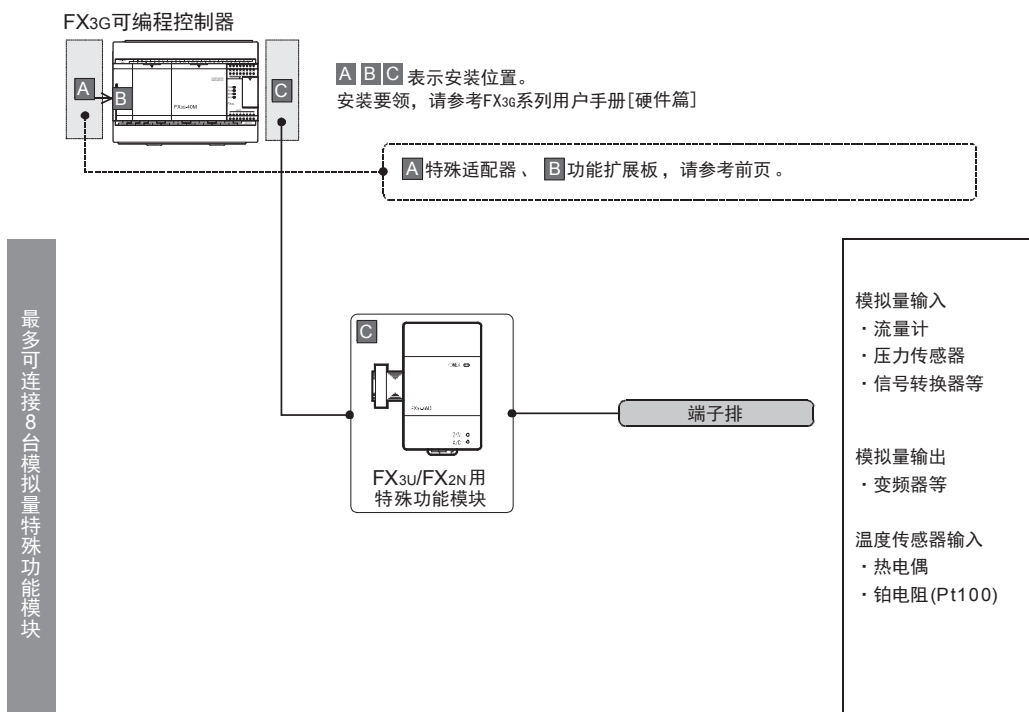 FX3G可编程控制器
A
B
C
FX3G-40M
A B C 表示安装位置。
安装要领，请参考FX3G系列用户手册[硬件篇]
A 特殊适配器、 B 功能扩展板，请参考前页。
最多可连接8台模拟量特殊功能模块
C
FX3U/FX2N用
特殊功能模块
端子排
模拟量输入
・流量计
・压力传感器
・信号转换器等
模拟量输出
・变频器等
温度传感器输入
・热电偶
・铂电阻(Pt100)